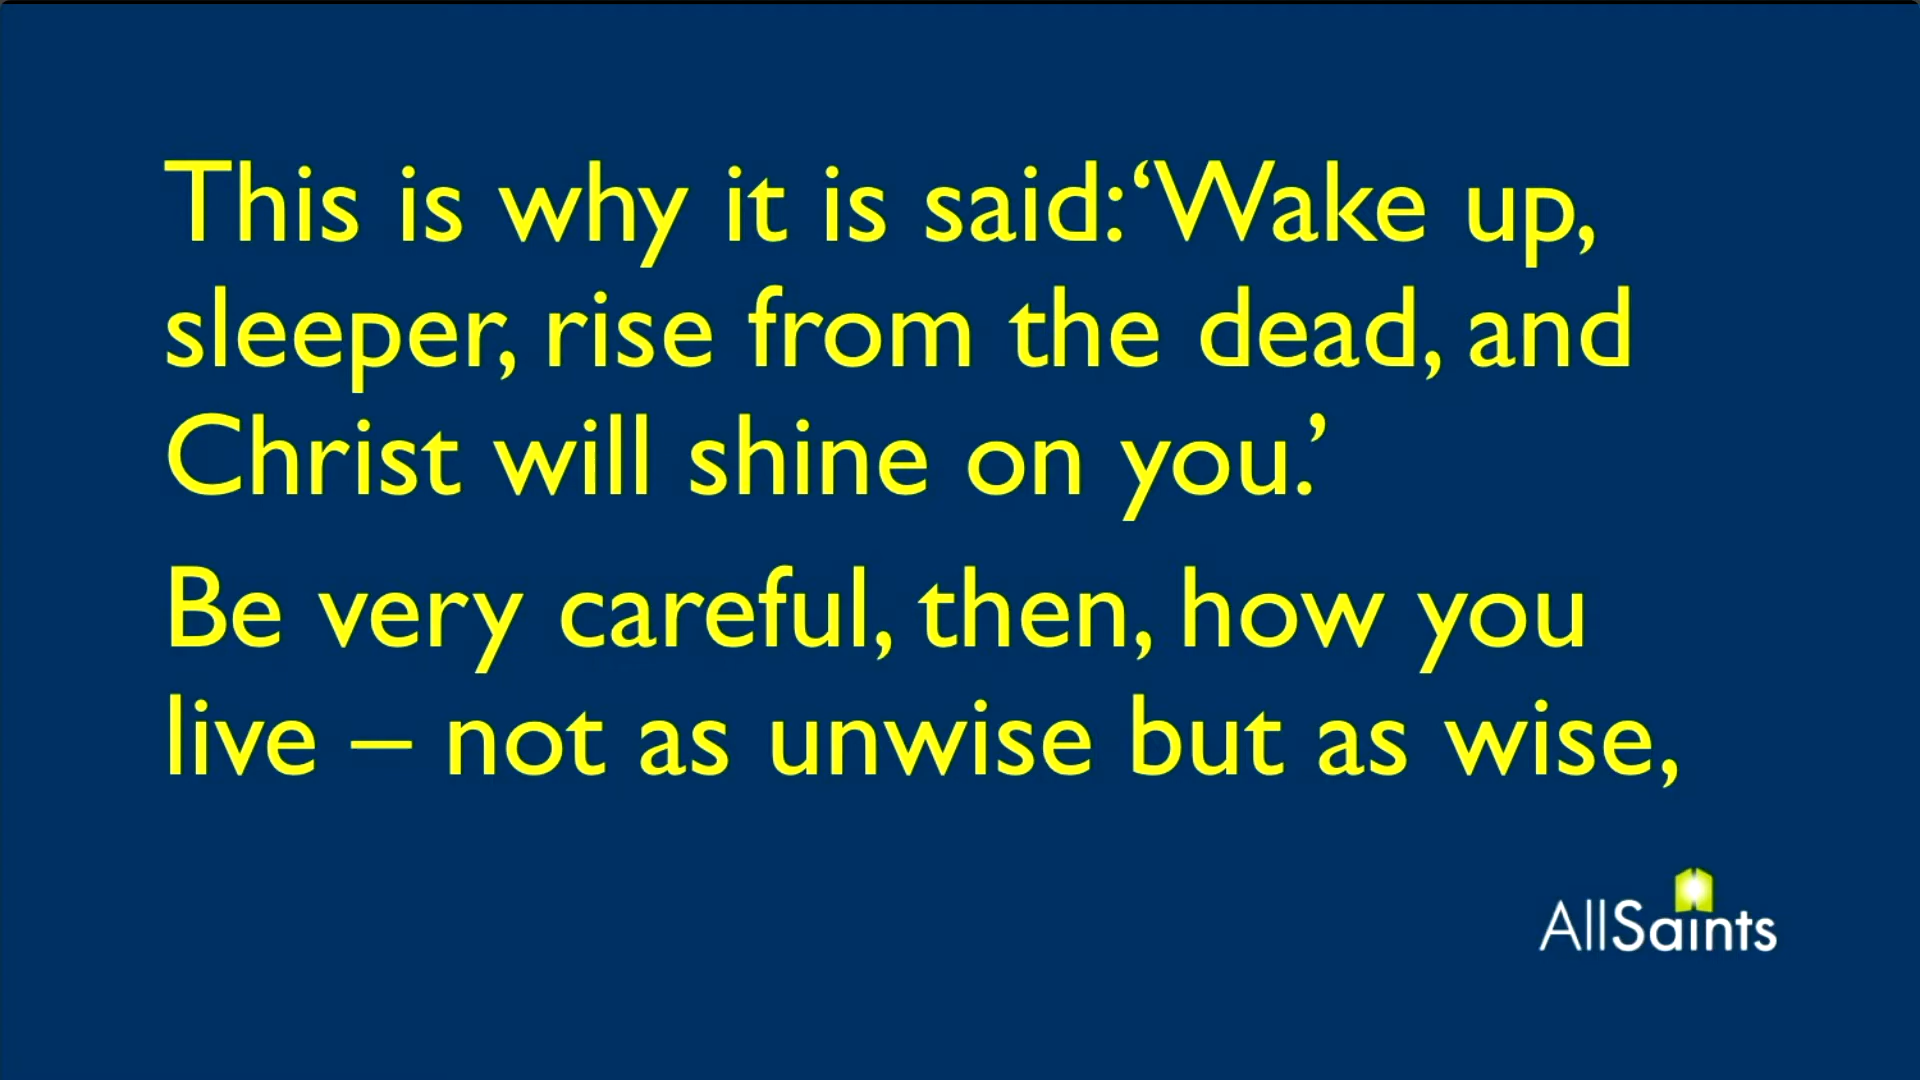 This is why it is said: ‘Wake up,
sleeper, rise from the dead, and
Christ will shine on you.’
Be very careful, then, how you
live – not as unwise but as wise,
AllSaints